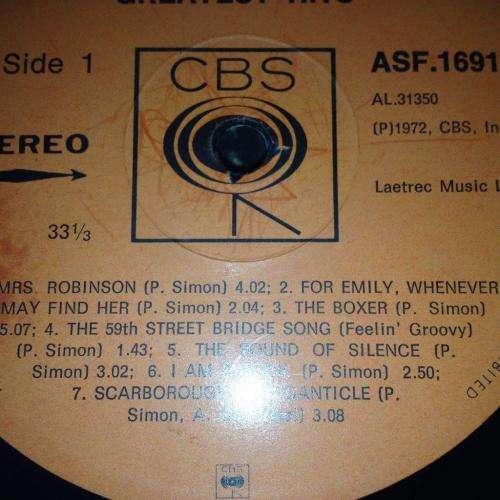 GREATEST HITS
Side 1
CBS
ASF.1691
AL.31350
EREO
(P)1972, CBS, In
Laetrec Music L
33⅓
MRS. ROBINSON (P. Simon) 4.02; 2. FOR EMILY, WHENEVER
MAY FIND HER (P. Simon) 2.04; 3. THE BOXER (P. Simon)
5.07; 4. THE 59th STREET BRIDGE SONG (Feelin' Groovy)
(P. Simon) 1.43; 5. THE SOUND OF SILENCE (P.
Simon) 3.02; 6. I AM (P. Simon) 2.50;
7. SCARBOROUGH CANTICLE (P.
Simon, A. 3.08
BITED
CBS